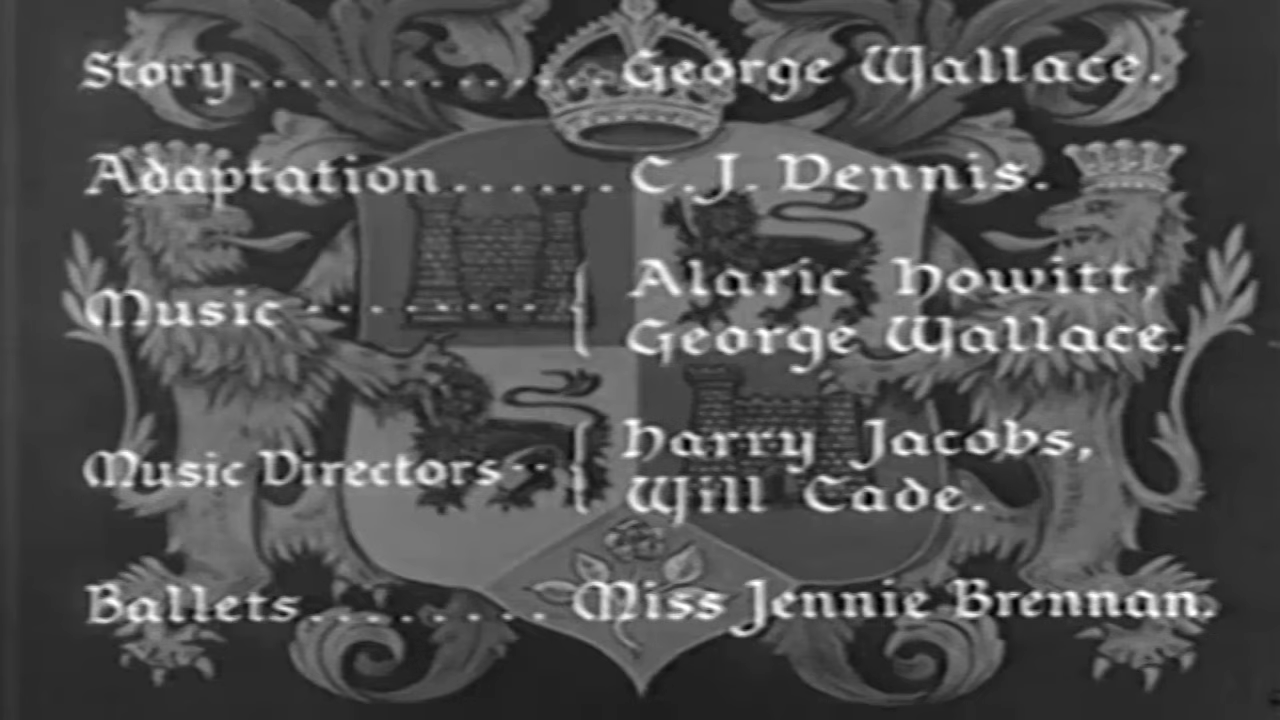 Story.............. George Wallace.
Adaptation...... C. J. Dennis.
Music ......... { Alaric Howitt,
George Wallace.
Music Directors.. { Harry Jacobs,
Will Cade.
Ballets........ Miss Jennie Brennan.